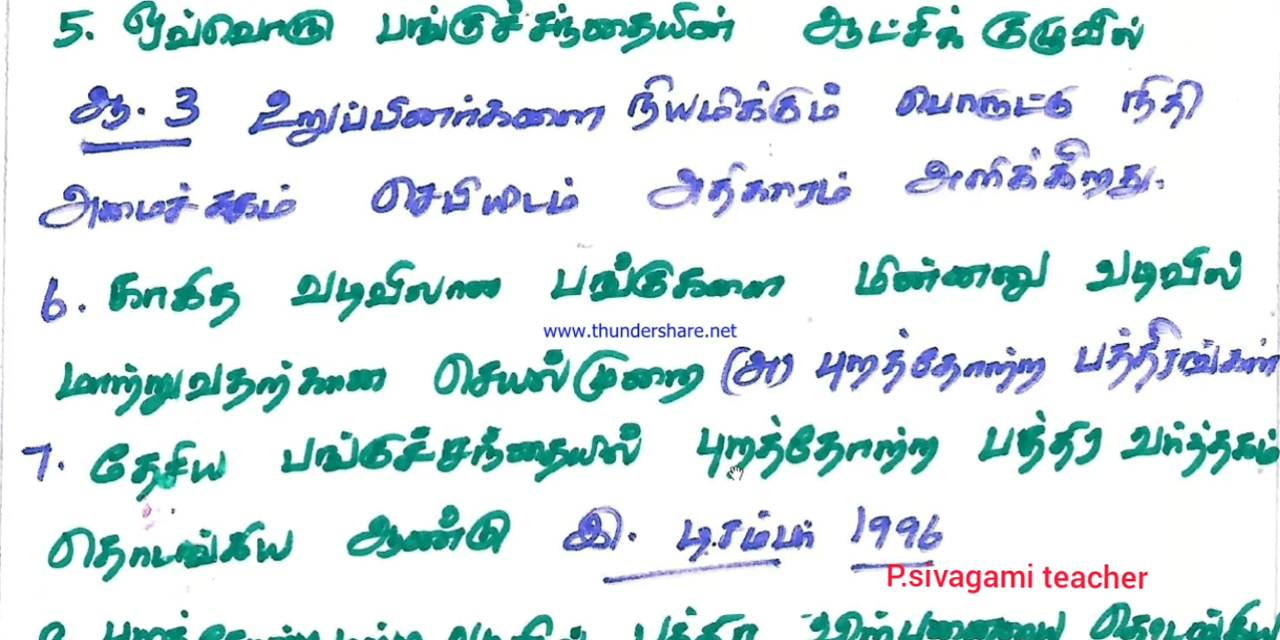 5. ஒவ்வொரு பங்குச்சந்தையின் ஆட்சிக் குழுவில்
ஆ. 3 உறுப்பினர்களை நியமிக்கும் பொருட்டு நிதி
அமைச்சகம் செபியிடம் அதிகாரம் அளிக்கிறது.
6. காகித வடிவிலான பங்குகளை மின்னணு வடிவில்
www.thundershare.net
மாற்றுவதற்கான செயல்முறை (அ) புறத்தோற்ற பத்திரங்கள்
7. தேசிய பங்குச்சந்தையில் புறத்தோற்ற பத்திர வர்த்தகம்
தொடங்கிய ஆண்டு இ. டிசம்பர் 1996
P.sivagami teacher